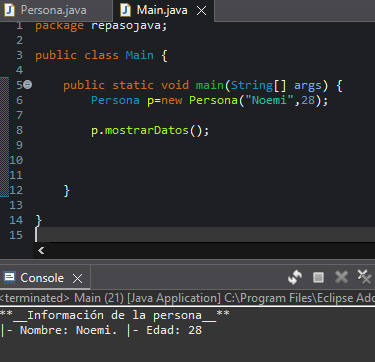 Persona.java Main.java
1 package repasojava;
2
3 public class Main {
4
5 public static void main(String[] args) {
6 Persona p=new Persona("Noemi",28);
7
8 p.mostrarDatos();
9
10
11
12 }
13
14 }
15
Console
<terminated> Main (21) [Java Application] C:\Program Files\Eclipse Ado
**__Información de la persona__**
|- Nombre: Noemi. |- Edad: 28